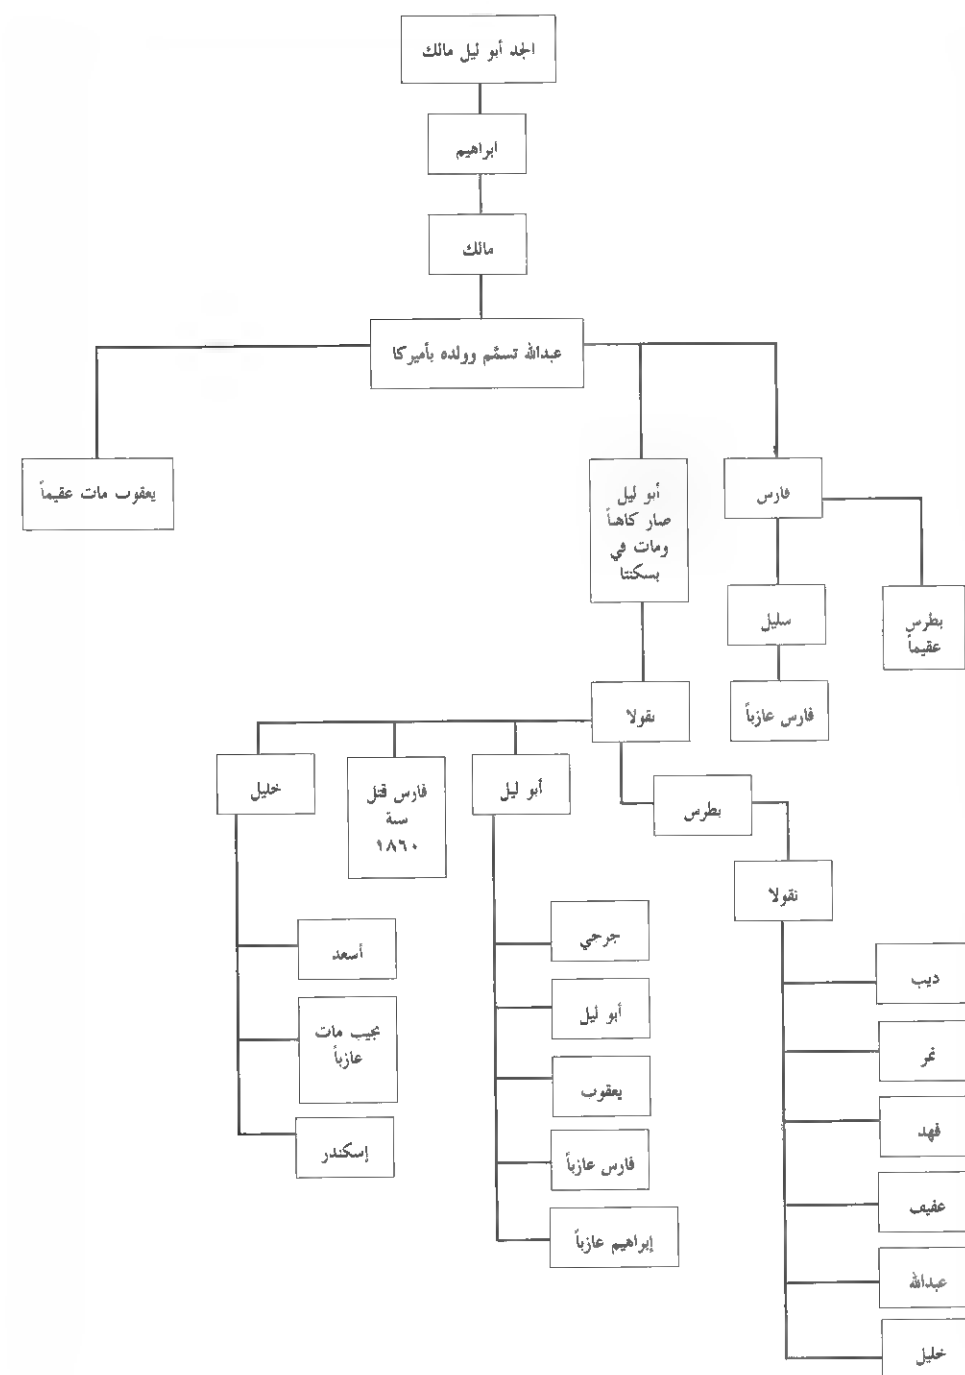 الجد أبو ليل مالك
ابراهيم
مالك
عبدالله تسمّم وولده بأميركا
فارس
أبو ليل
صار كاهناً
ومات في
بسكنتا
يعقوب مات عقيماً
بطرس
عقيماً
سليل
فارس عازباً
نقولا
بطرس
أبو ليل
فارس قتل
سنة
١٨٦٠
خليل
نقولا
جرجي
أبو ليل
يعقوب
فارس عازباً
إبراهيم عازباً
أسعد
نجيب مات
عازباً
إسكندر
ديب
نمر
فهد
عفيف
عبدالله
خليل